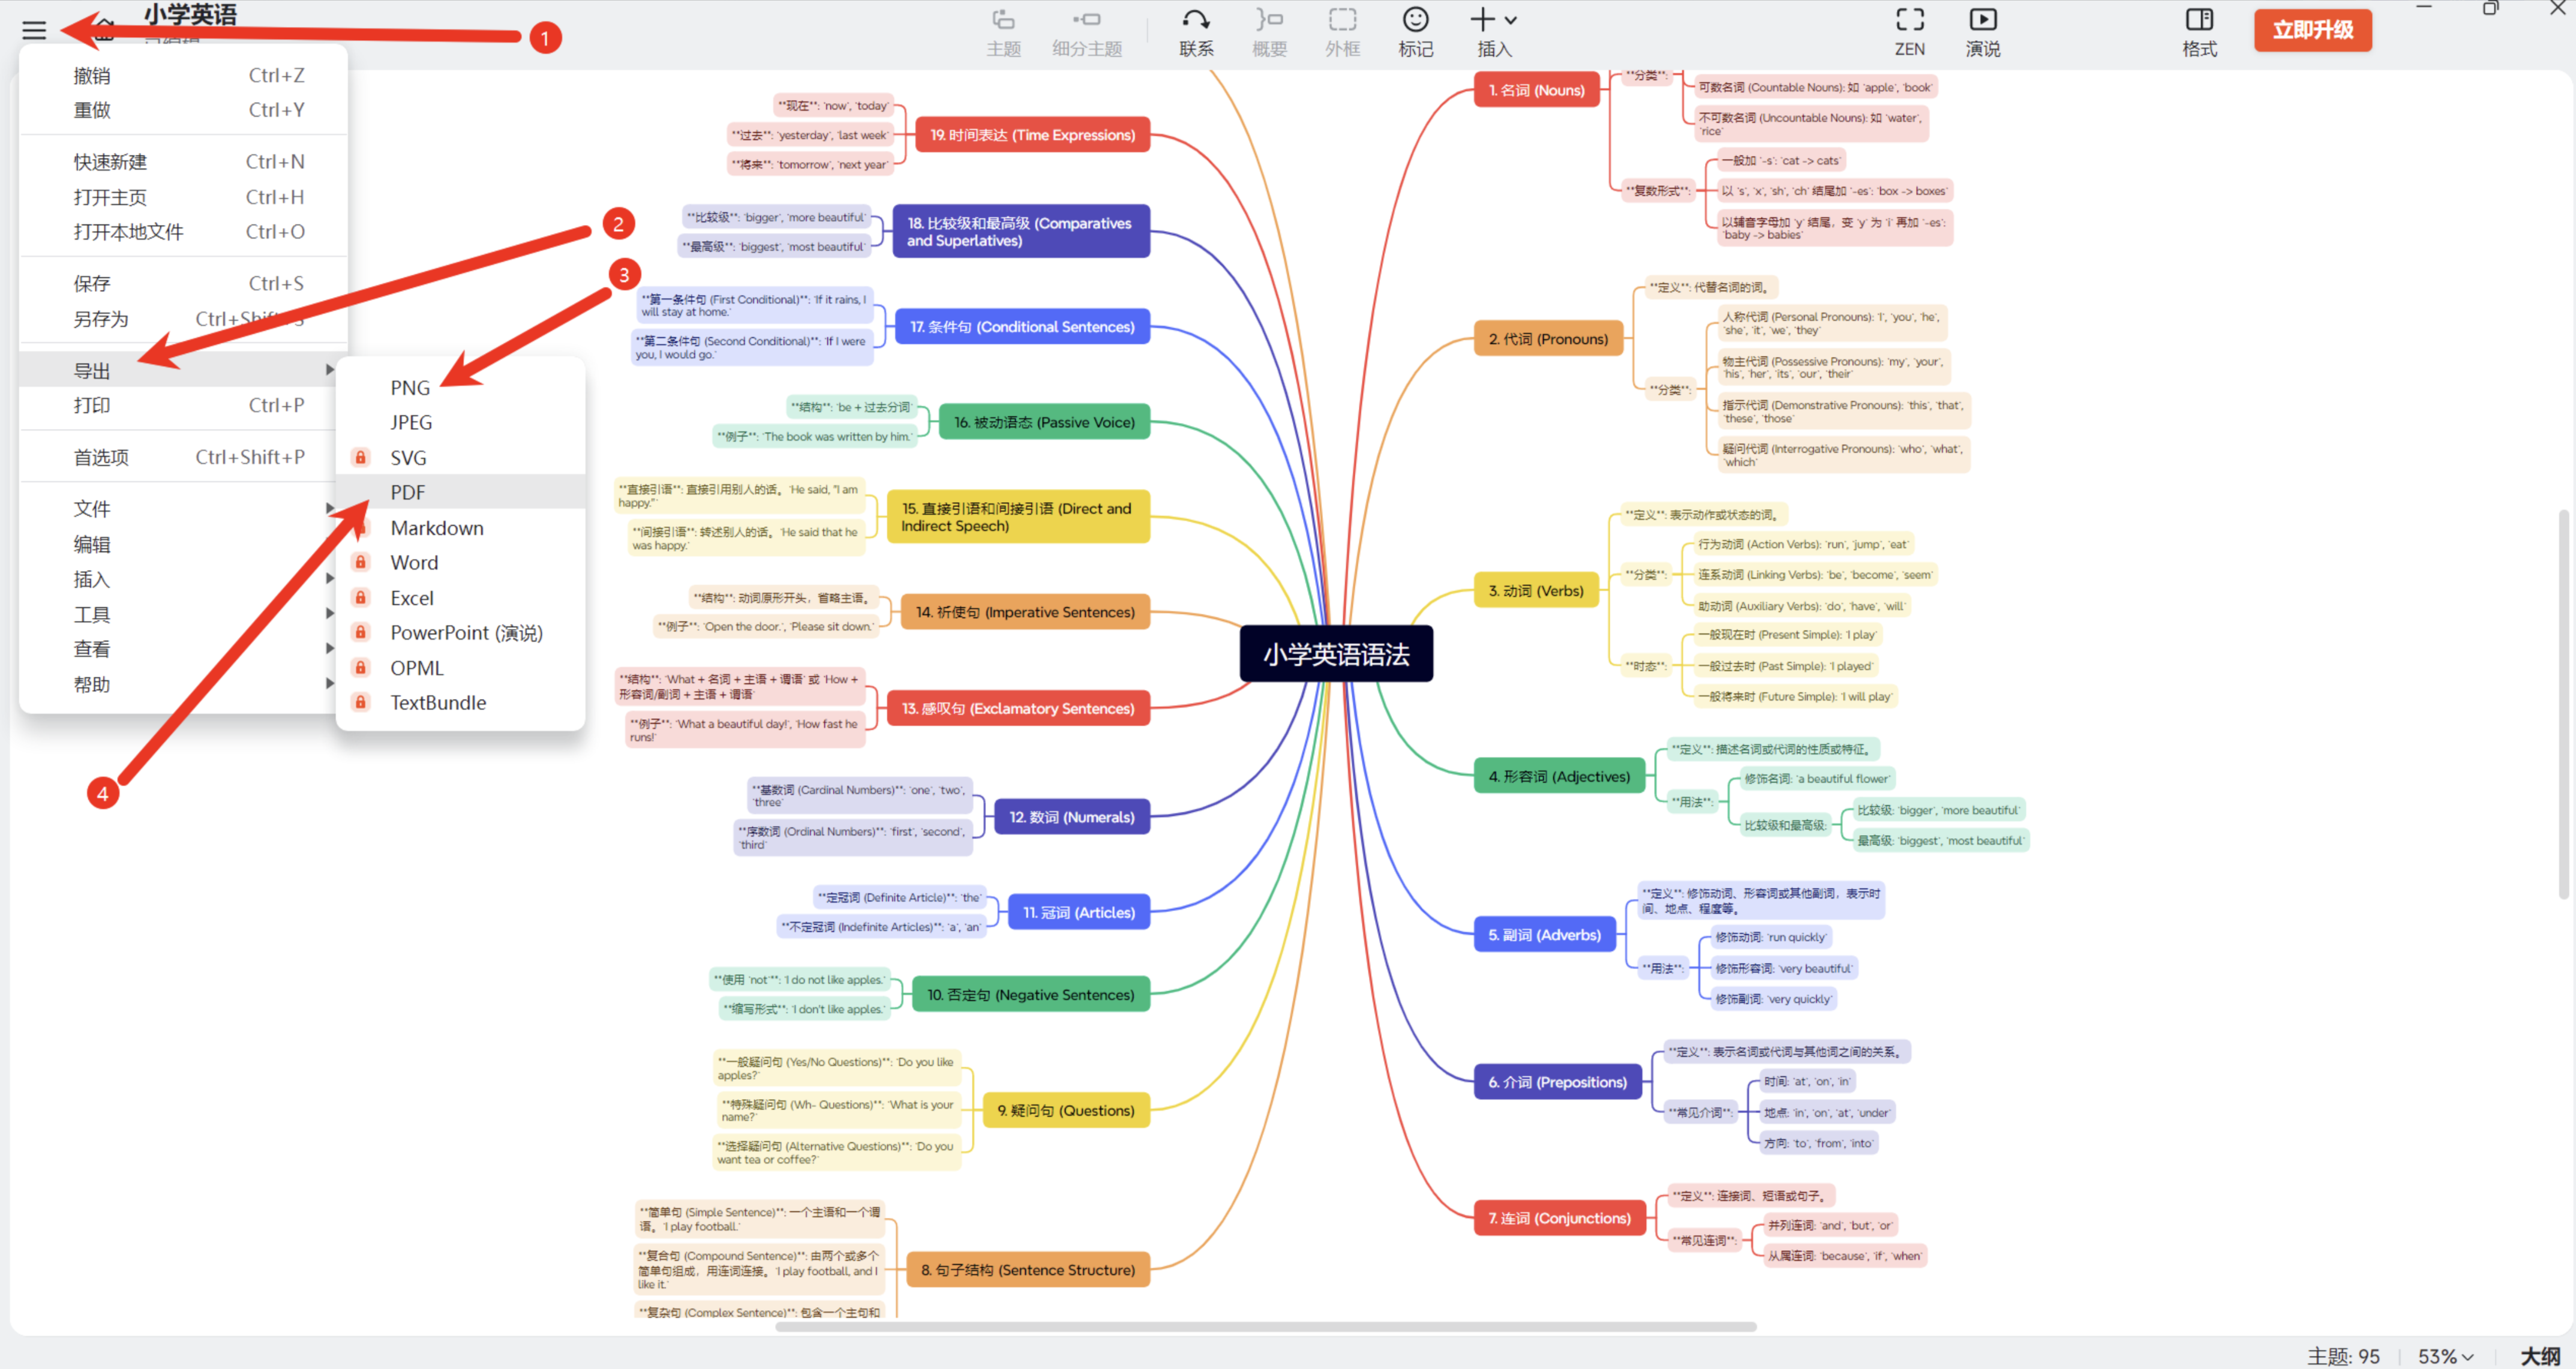 小学英语
主题
细分主题
联系
概要
外框
标记
插入
ZEN
演说
格式
立即升级
1
撤销 Ctrl+Z
重做 Ctrl+Y
快速新建 Ctrl+N
打开主页 Ctrl+H
打开本地文件 Ctrl+O
保存 Ctrl+S
另存为 Ctrl+Shift+S
导出
打印 Ctrl+P
首选项 Ctrl+Shift+P
文件
编辑
插入
工具
查看
帮助
2
3
4
PNG
JPEG
SVG
PDF
Markdown
Word
Excel
PowerPoint (演说)
OPML
TextBundle
小学英语语法
19. 时间表达 (Time Expressions)
**现在**: 'now', 'today'
**过去**: 'yesterday', 'last week'
**将来**: 'tomorrow', 'next year'
18. 比较级和最高级 (Comparatives
and Superlatives)
**比较级**: 'bigger', 'more beautiful'
**最高级**: 'biggest', 'most beautiful'
17. 条件句 (Conditional Sentences)
**第一条件句 (First Conditional)**: 'If it rains, I
will stay at home.'
**第二条件句 (Second Conditional)**: 'If I were
you, I would go.'
16. 被动语态 (Passive Voice)
**结构**: 'be + 过去分词'
**例子**: 'The book was written by him.'
15. 直接引语和间接引语 (Direct and
Indirect Speech)
**直接引语**: 直接引用别人的话。'He said, "I am
happy."'
**间接引语**: 转述别人的话。'He said that he
was happy.'
14. 祈使句 (Imperative Sentences)
**结构**: 动词原形开头，省略主语。
**例子**: 'Open the door.', 'Please sit down.'
13. 感叹句 (Exclamatory Sentences)
**结构**: 'What + 名词 + 主语 + 谓语' 或 'How +
形容词/副词 + 主语 + 谓语'
**例子**: 'What a beautiful day!', 'How fast he
runs!'
12. 数词 (Numerals)
**基数词 (Cardinal Numbers)**: 'one', 'two',
'three'
**序数词 (Ordinal Numbers)**: 'first', 'second',
'third'
11. 冠词 (Articles)
**定冠词 (Definite Article)**: 'the'
**不定冠词 (Indefinite Articles)**: 'a', 'an'
10. 否定句 (Negative Sentences)
**使用 'not'**: 'I do not like apples.'
**缩写形式**: 'I don't like apples.'
9. 疑问句 (Questions)
**一般疑问句 (Yes/No Questions)**: 'Do you like
apples?'
**特殊疑问句 (Wh- Questions)**: 'What is your
name?'
**选择疑问句 (Alternative Questions)**: 'Do you
want tea or coffee?'
8. 句子结构 (Sentence Structure)
**简单句 (Simple Sentence)**: 一个主语和一个谓
语。'I play football.'
**复合句 (Compound Sentence)**: 由两个或多个
简单句组成，用连词连接。'I play football, and I
like it.'
**复杂句 (Complex Sentence)**: 包含一个主句和
1. 名词 (Nouns)
**分类**:
可数名词 (Countable Nouns): 如 'apple', 'book'
不可数名词 (Uncountable Nouns): 如 'water',
'rice'
**复数形式**:
一般加 '-s': 'cat -> cats'
以 's', 'x', 'sh', 'ch' 结尾加 '-es': 'box -> boxes'
以辅音字母加 'y' 结尾，变 'y' 为 'i' 再加 '-es':
'baby -> babies'
2. 代词 (Pronouns)
**定义**: 代替名词的词。
**分类**:
人称代词 (Personal Pronouns): 'I', 'you', 'he',
'she', 'it', 'we', 'they'
物主代词 (Possessive Pronouns): 'my', 'your',
'his', 'her', 'its', 'our', 'their'
指示代词 (Demonstrative Pronouns): 'this', 'that',
'these', 'those'
疑问代词 (Interrogative Pronouns): 'who', 'what',
'which'
3. 动词 (Verbs)
**定义**: 表示动作或状态的词。
**分类**:
行为动词 (Action Verbs): 'run', 'jump', 'eat'
连系动词 (Linking Verbs): 'be', 'become', 'seem'
助动词 (Auxiliary Verbs): 'do', 'have', 'will'
**时态**:
一般现在时 (Present Simple): 'I play'
一般过去时 (Past Simple): 'I played'
一般将来时 (Future Simple): 'I will play'
4. 形容词 (Adjectives)
**定义**: 描述名词或代词的性质或特征。
**用法**:
修饰名词: 'a beautiful flower'
比较级和最高级:
比较级: 'bigger', 'more beautiful'
最高级: 'biggest', 'most beautiful'
5. 副词 (Adverbs)
**定义**: 修饰动词、形容词或其他副词，表示时
间、地点、程度等。
**用法**:
修饰动词: 'run quickly'
修饰形容词: 'very beautiful'
修饰副词: 'very quickly'
6. 介词 (Prepositions)
**定义**: 表示名词或代词与其他词之间的关系。
**常见介词**:
时间: 'at', 'on', 'in'
地点: 'in', 'on', 'at', 'under'
方向: 'to', 'from', 'into'
7. 连词 (Conjunctions)
**定义**: 连接词、短语或句子。
**常见连词**:
并列连词: 'and', 'but', 'or'
从属连词: 'because', 'if', 'when'
主题: 95
53%
大纲